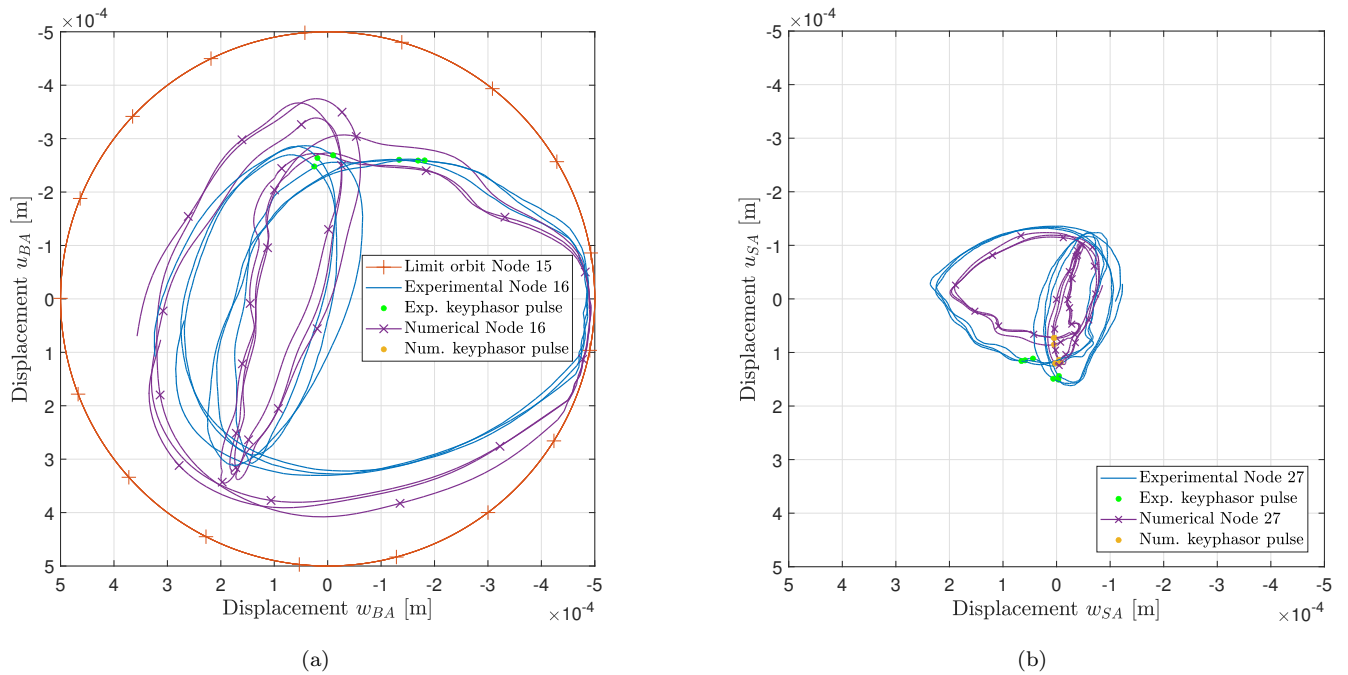 ×10⁻⁴
-5
-4
-3
-2
-1
0
1
2
3
4
5
Displacement u_BA [m]
Limit orbit Node 15
Experimental Node 16
Exp. keyphasor pulse
Numerical Node 16
Num. keyphasor pulse
5 4 3 2 1 0 -1 -2 -3 -4 -5
Displacement w_BA [m]
×10⁻⁴
(a)
×10⁻⁴
-5
-4
-3
-2
-1
0
1
2
3
4
5
Displacement u_SA [m]
Experimental Node 27
Exp. keyphasor pulse
Numerical Node 27
Num. keyphasor pulse
5 4 3 2 1 0 -1 -2 -3 -4 -5
Displacement w_SA [m]
×10⁻⁴
(b)